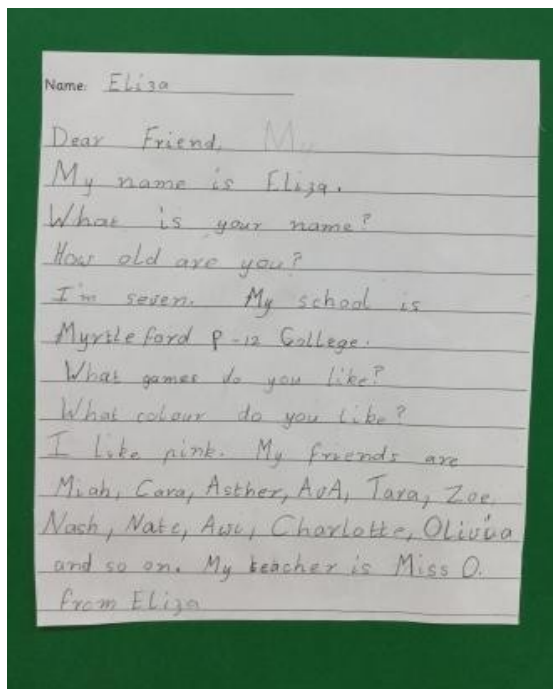 Name: Eliza
Dear Friend, My
My name is Eliza.
What is your name?
How old are you?
I'm seven. My school is
Myrtleford P-12 College.
What games do you like?
What colour do you like?
I like pink. My friends are
Miah, Cara, Asther, AvA, Tara, Zoe,
Nash, Nate, Charlotte, Olivia
and so on. My teacher is Miss O.
from Eliza